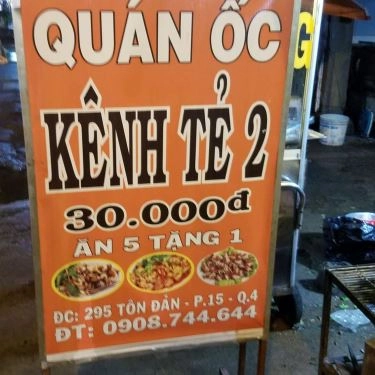 QUÁN ỐC
KÊNH TẺ 2
30.000đ
ĂN 5 TẶNG 1
ĐC: 295 TÔN ĐẢN - P.15 - Q.4
ĐT: 0908.744.644
G